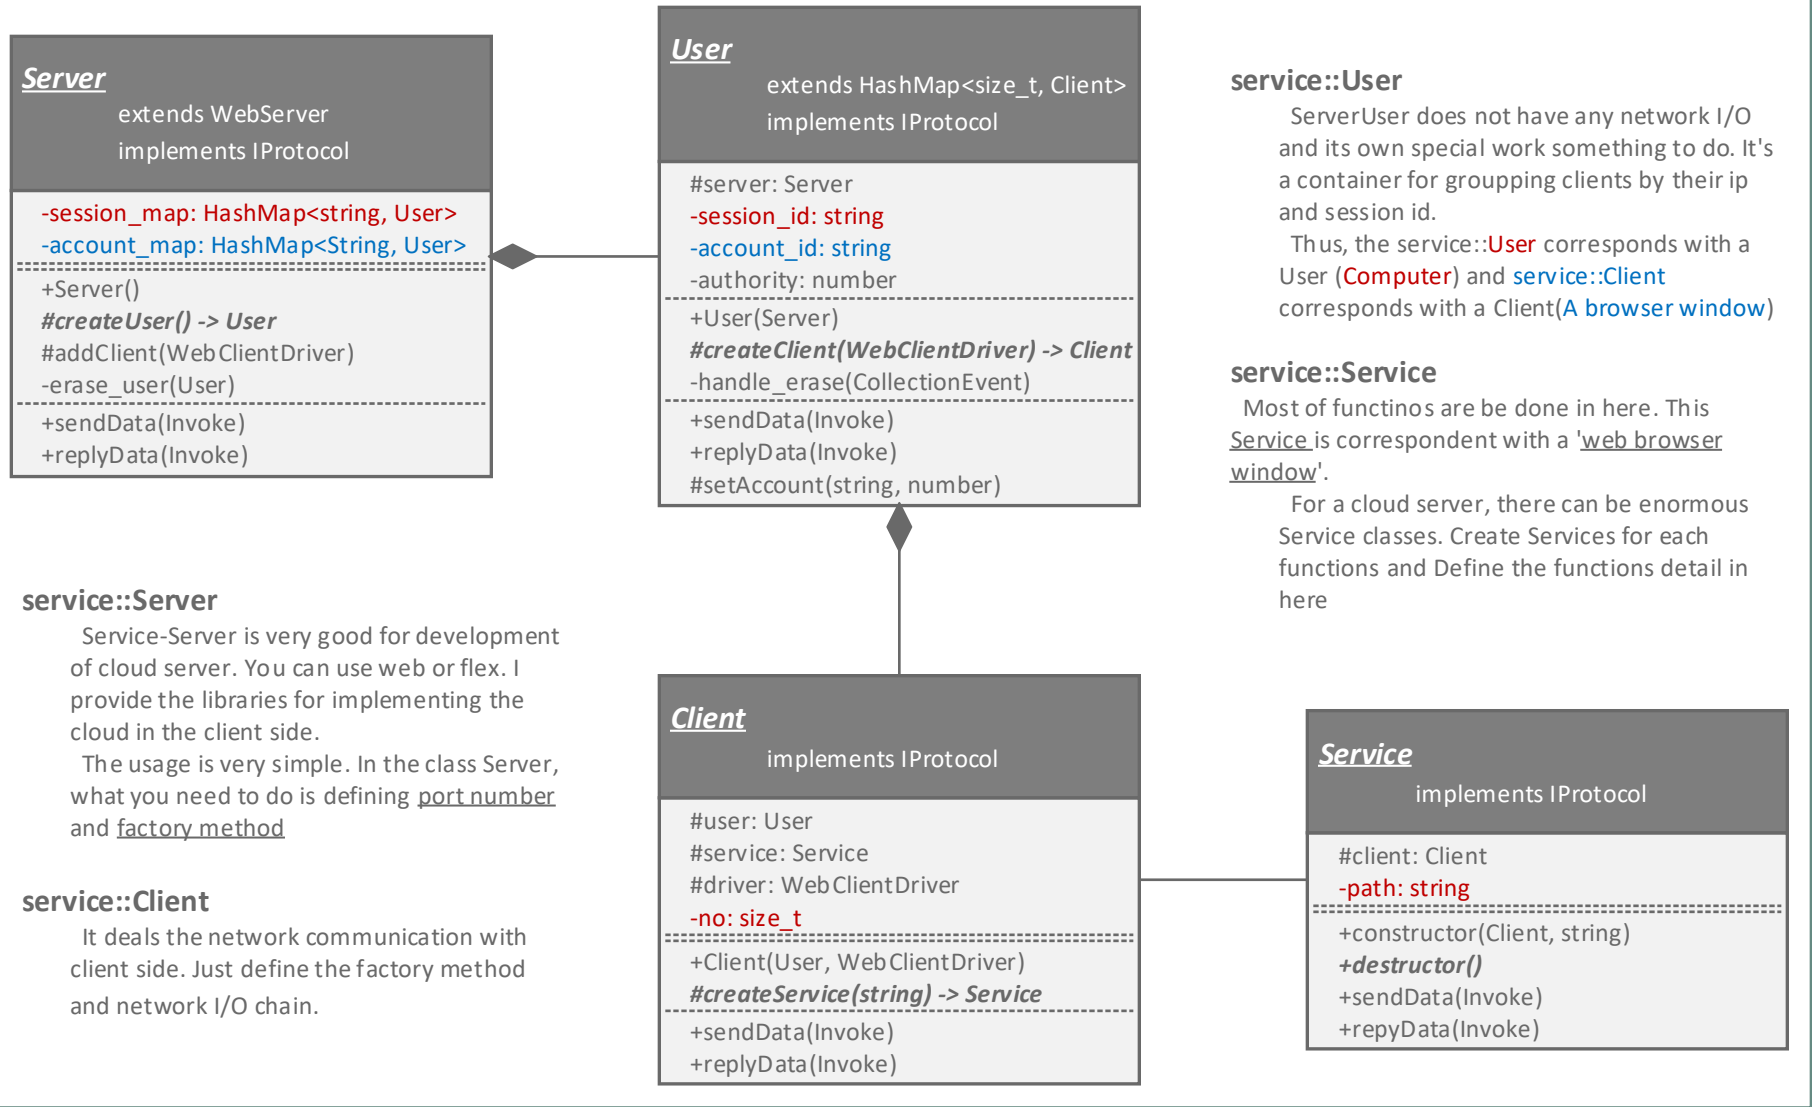 Server
extends WebServer
implements IProtocol
-session_map: HashMap<string, User>
-account_map: HashMap<String, User>
+Server()
#createUser() -> User
#addClient(WebClientDriver)
-erase_user(User)
+sendData(Invoke)
+replyData(Invoke)
User
extends HashMap<size_t, Client>
implements IProtocol
#server: Server
-session_id: string
-account_id: string
-authority: number
+User(Server)
#createClient(WebClientDriver) -> Client
-handle_erase(CollectionEvent)
+sendData(Invoke)
+replyData(Invoke)
#setAccount(string, number)
service::User
ServerUser does not have any network I/O
and its own special work something to do. It's
a container for groupping clients by their ip
and session id.
Thus, the service::User corresponds with a
User (Computer) and service::Client
corresponds with a Client(A browser window)
service::Service
Most of functinos are be done in here. This
Service is correspondent with a 'web browser
window'.
For a cloud server, there can be enormous
Service classes. Create Services for each
functions and Define the functions detail in
here
service::Server
Service-Server is very good for development
of cloud server. You can use web or flex. I
provide the libraries for implementing the
cloud in the client side.
The usage is very simple. In the class Server,
what you need to do is defining port number
and factory method
service::Client
It deals the network communication with
client side. Just define the factory method
and network I/O chain.
Client
implements IProtocol
#user: User
#service: Service
#driver: WebClientDriver
-no: size_t
+Client(User, WebClientDriver)
#createService(string) -> Service
+sendData(Invoke)
+replyData(Invoke)
Service
implements IProtocol
#client: Client
-path: string
+constructor(Client, string)
+destructor()
+sendData(Invoke)
+repyData(Invoke)